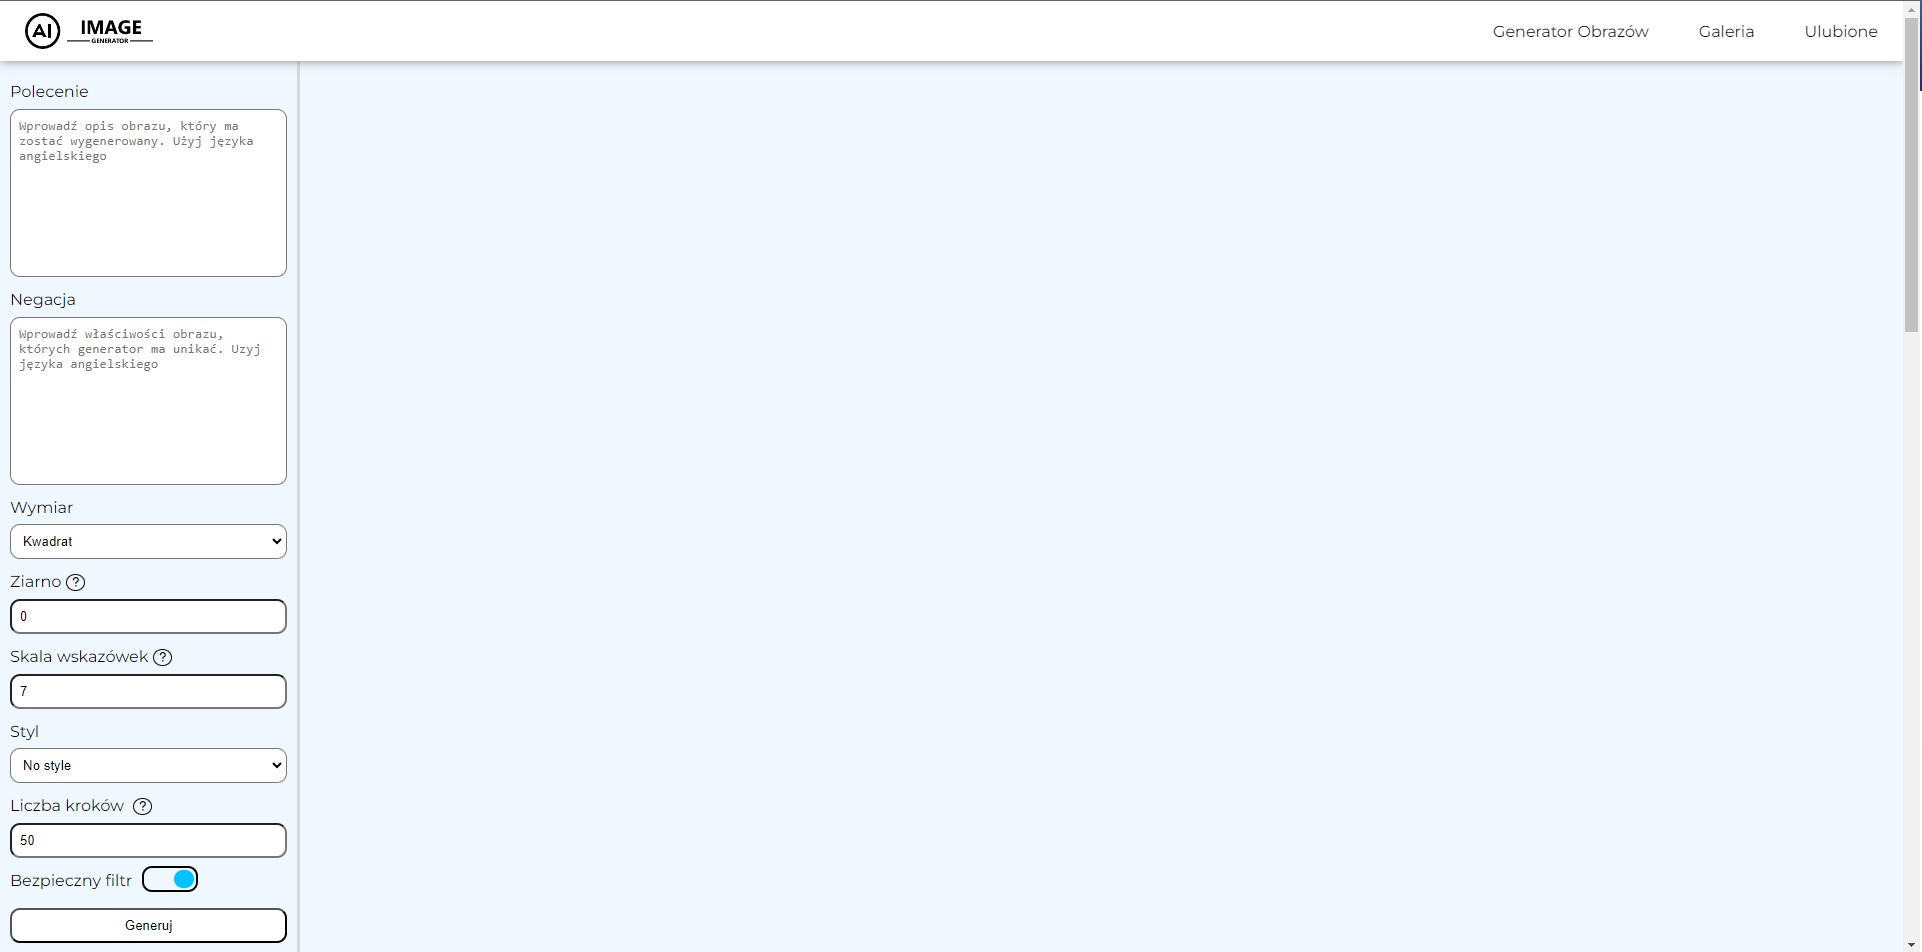 AI IMAGE
GENERATOR
Generator Obrazów
Galeria
Ulubione
Polecenie
Wprowadź opis obrazu, który ma
zostać wygenerowany. Użyj języka
angielskiego
Negacja
Wprowadź właściwości obrazu,
których generator ma unikać. Uzyj
języka angielskiego
Wymiar
Kwadrat
Ziarno ?
0
Skala wskazówek ?
7
Styl
No style
Liczba kroków ?
50
Bezpieczny filtr
Generuj